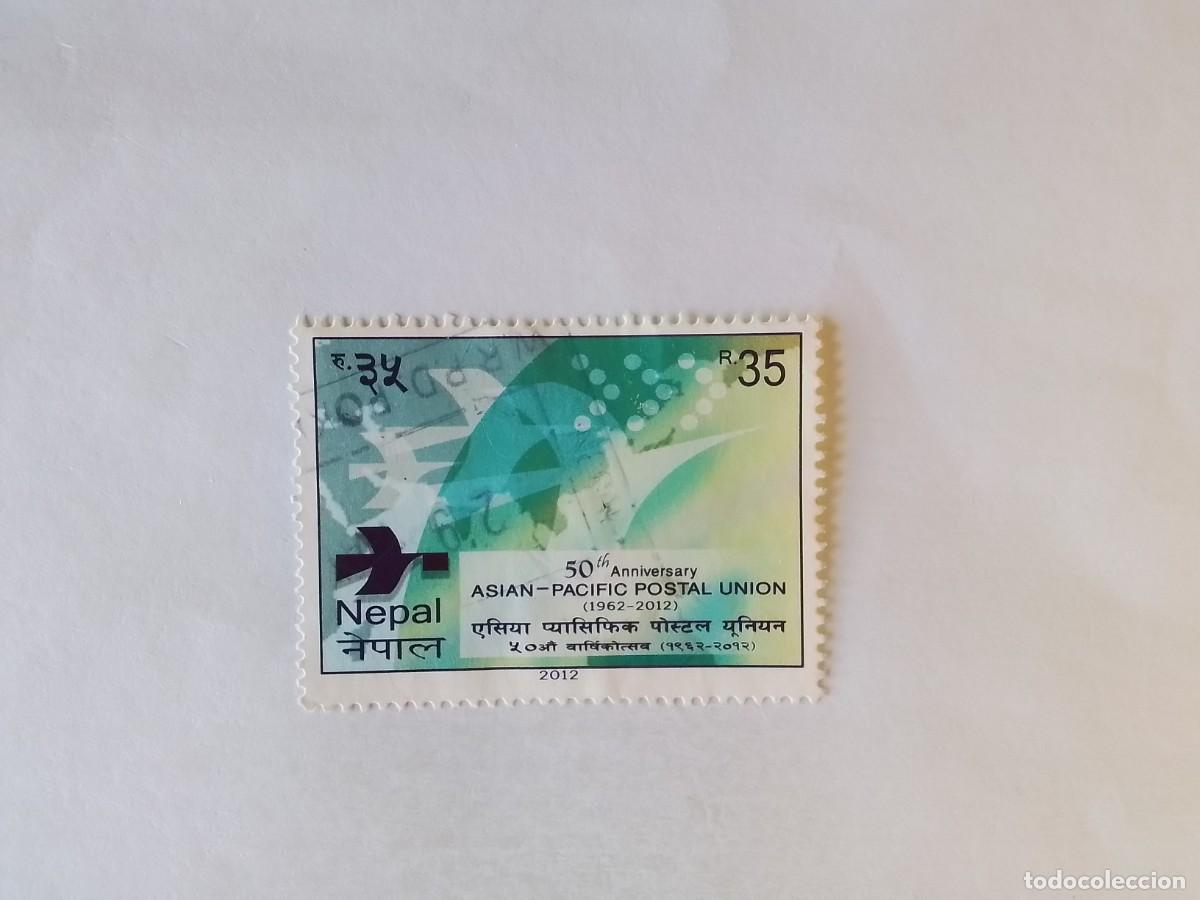 रु.३५
R.35
50th Anniversary
ASIAN-PACIFIC POSTAL UNION
(1962-2012)
एसिया प्यासिफिक पोस्टल यूनियन
५०औं वार्षिकोत्सव (१९६२-२०१२)
Nepal
नेपाल
2012
todocoleccion